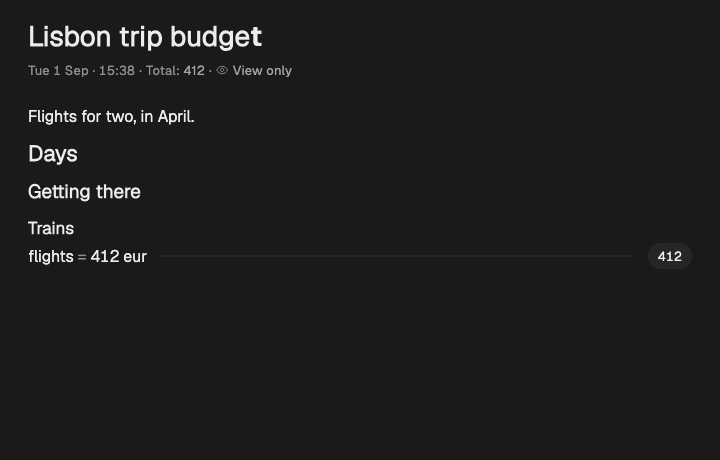 Lisbon trip budget
Tue 1 Sep · 15:38 · Total: 412 · View only
Flights for two, in April.
Days
Getting there
Trains
flights = 412 eur 412